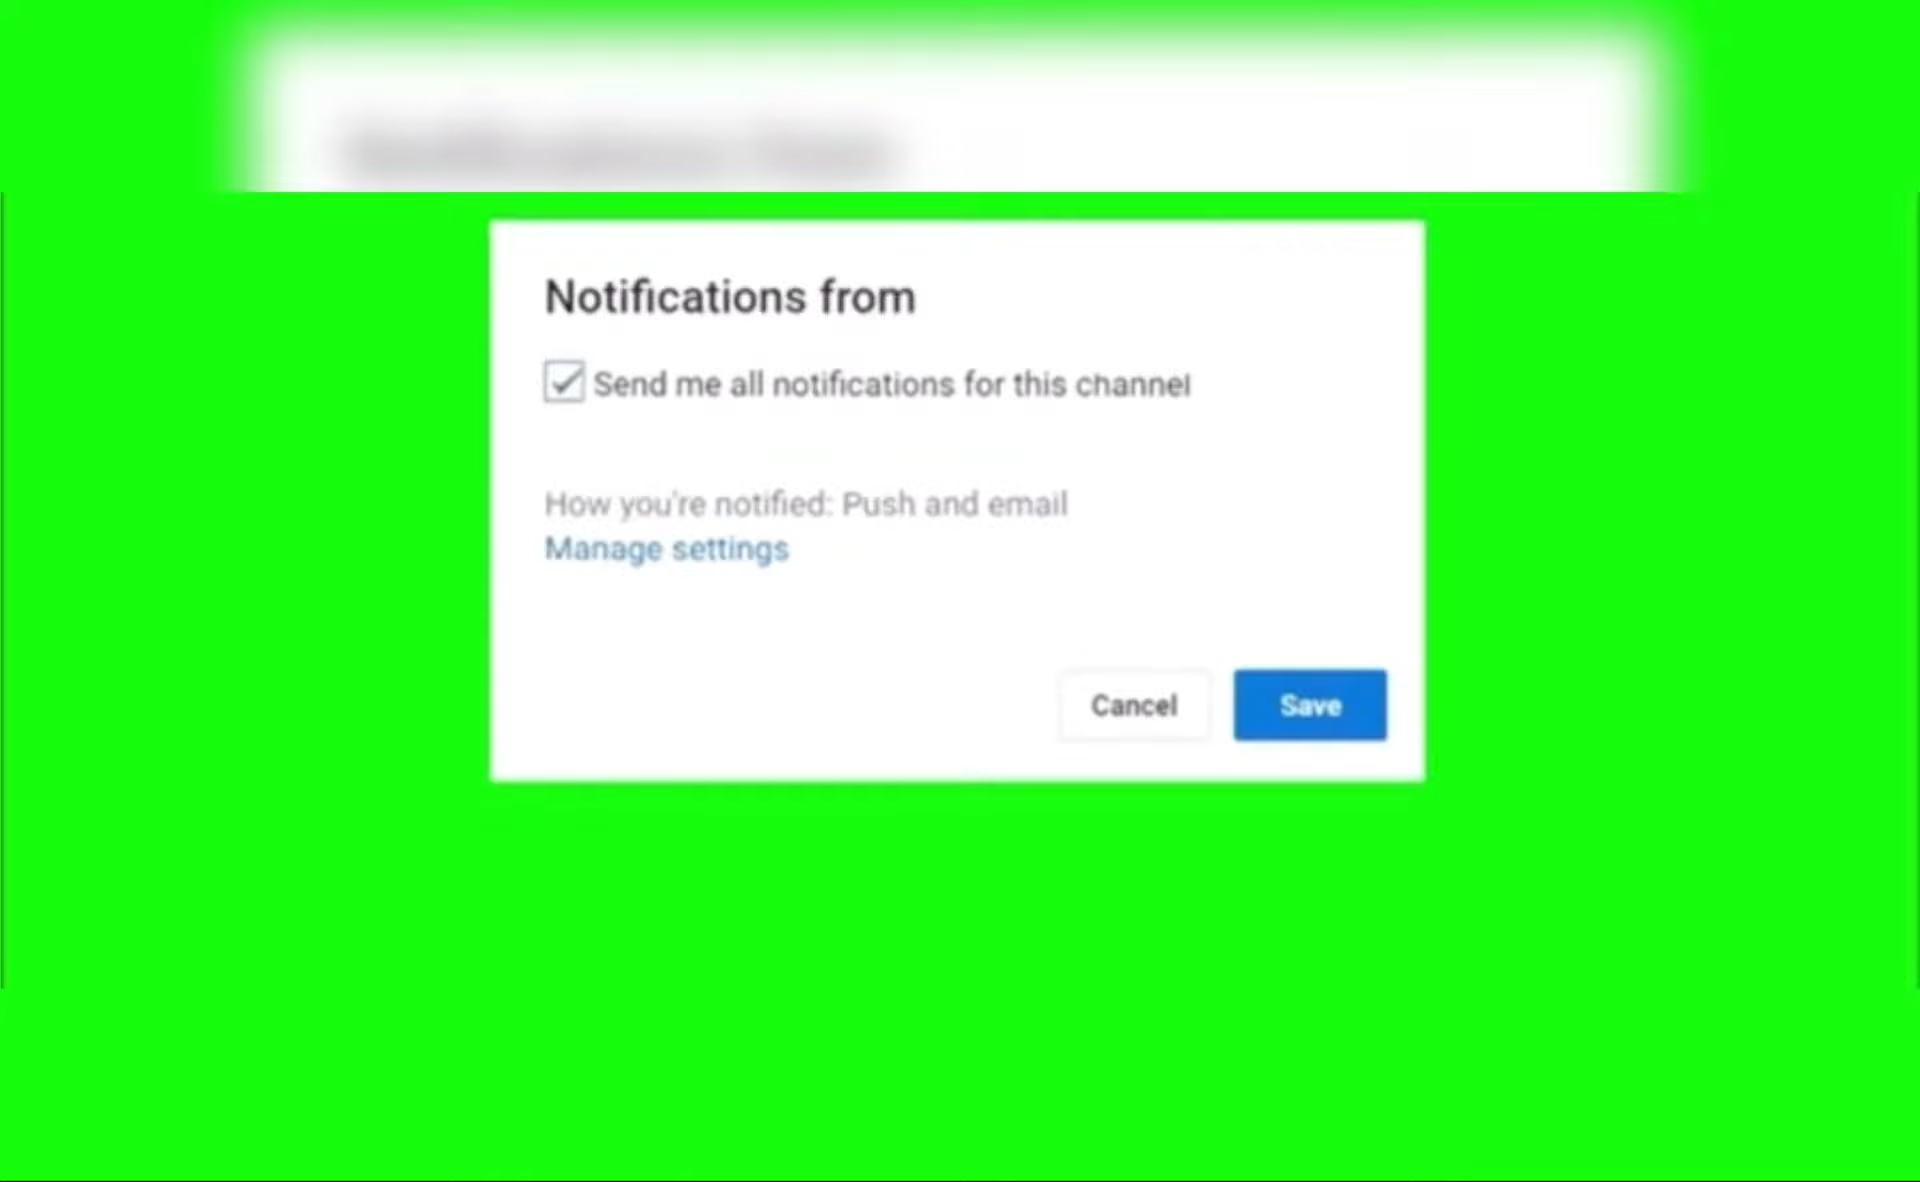 Notifications from
Send me all notifications for this channel
How you're notified: Push and email
Manage settings
Cancel
Save